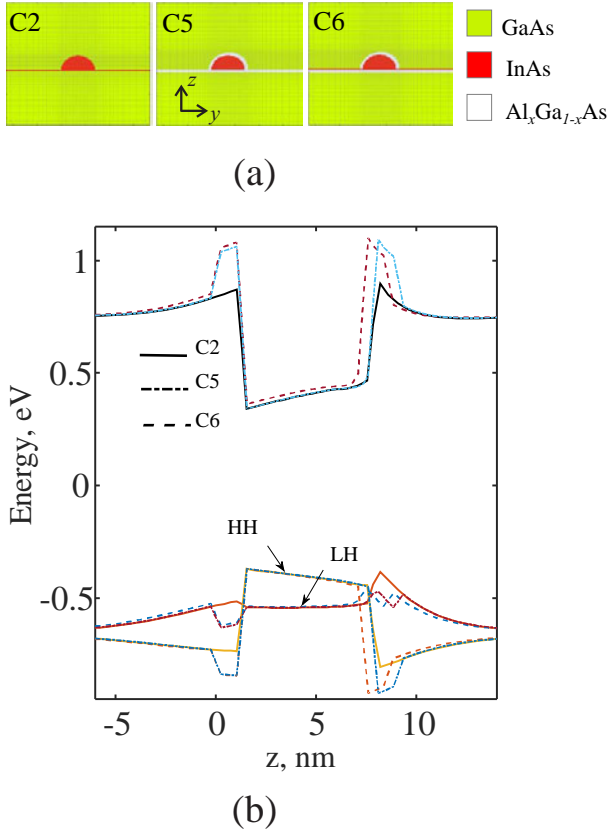 C2
C5
C6
z
y
GaAs
InAs
AlxGa1-xAs
(a)
Energy, eV
1
0.5
0
-0.5
C2
C5
C6
HH
LH
-5
0
5
10
z, nm
(b)